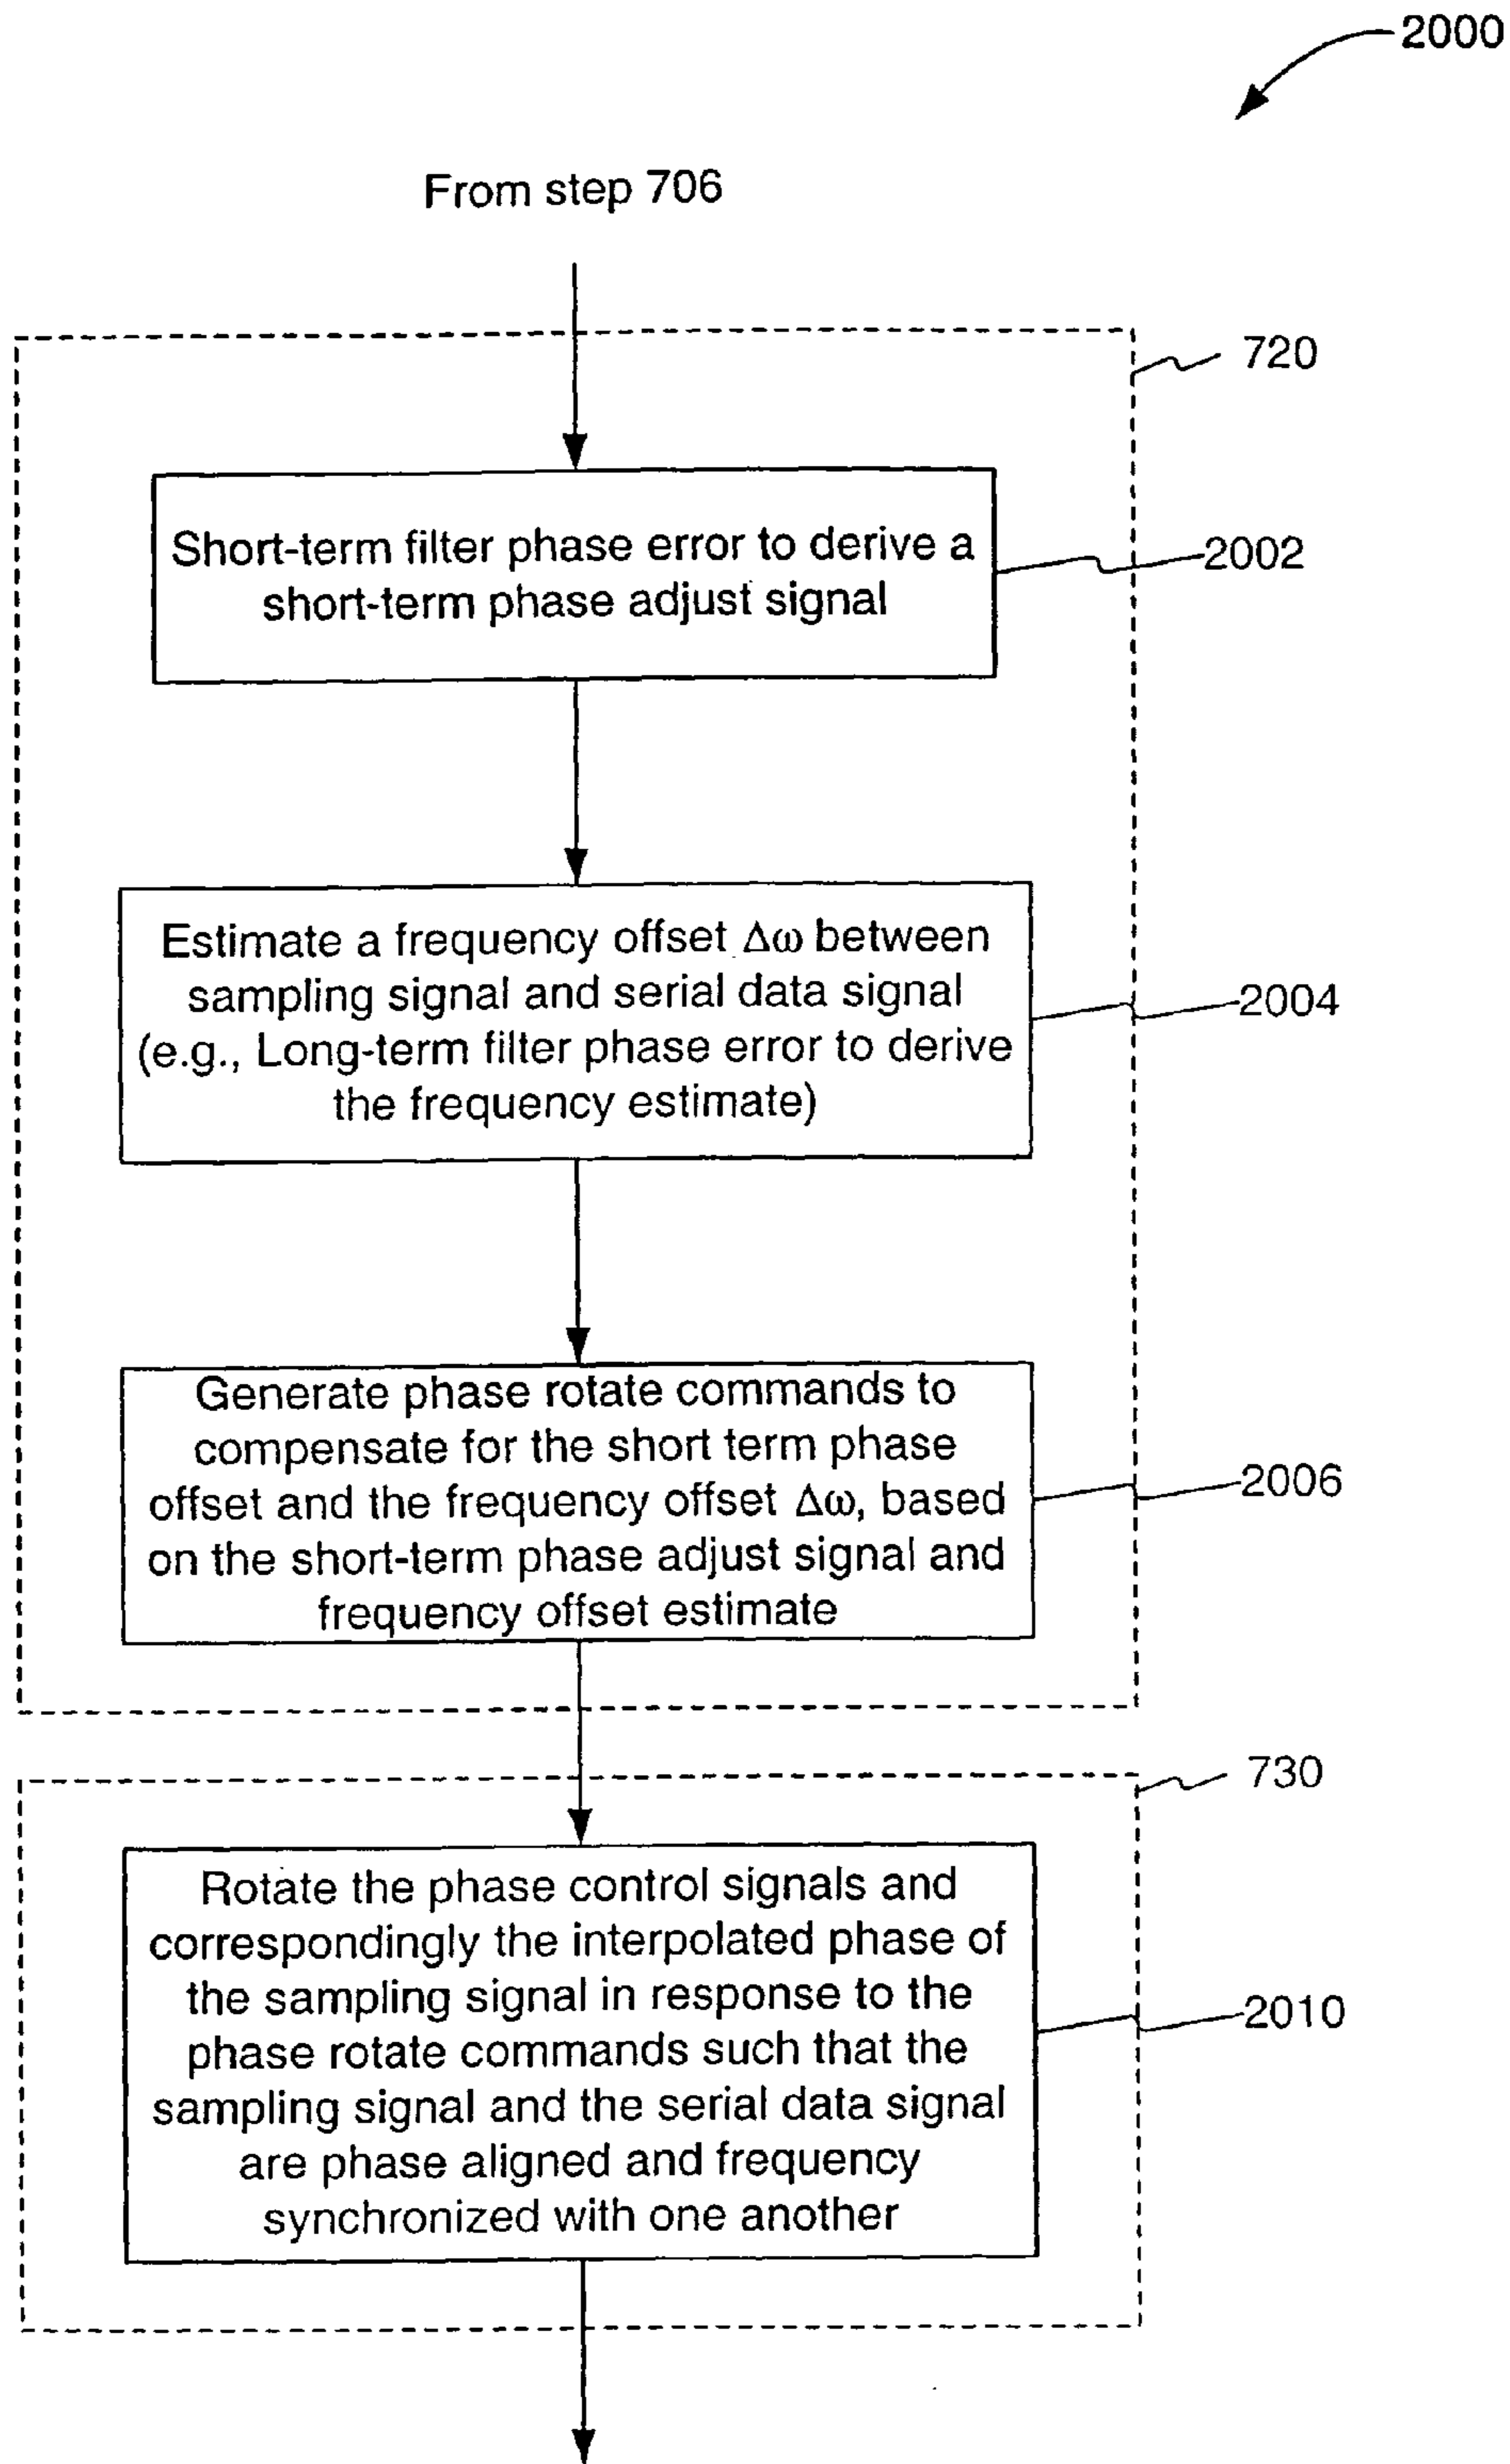 2000
From step 706
720
Short-term filter phase error to derive a
short-term phase adjust signal
2002
Estimate a frequency offset Δω between
sampling signal and serial data signal
(e.g., Long-term filter phase error to derive
the frequency estimate)
2004
Generate phase rotate commands to
compensate for the short term phase
offset and the frequency offset Δω, based
on the short-term phase adjust signal and
frequency offset estimate
2006
730
Rotate the phase control signals and
correspondingly the interpolated phase of
the sampling signal in response to the
phase rotate commands such that the
sampling signal and the serial data signal
are phase aligned and frequency
synchronized with one another
2010